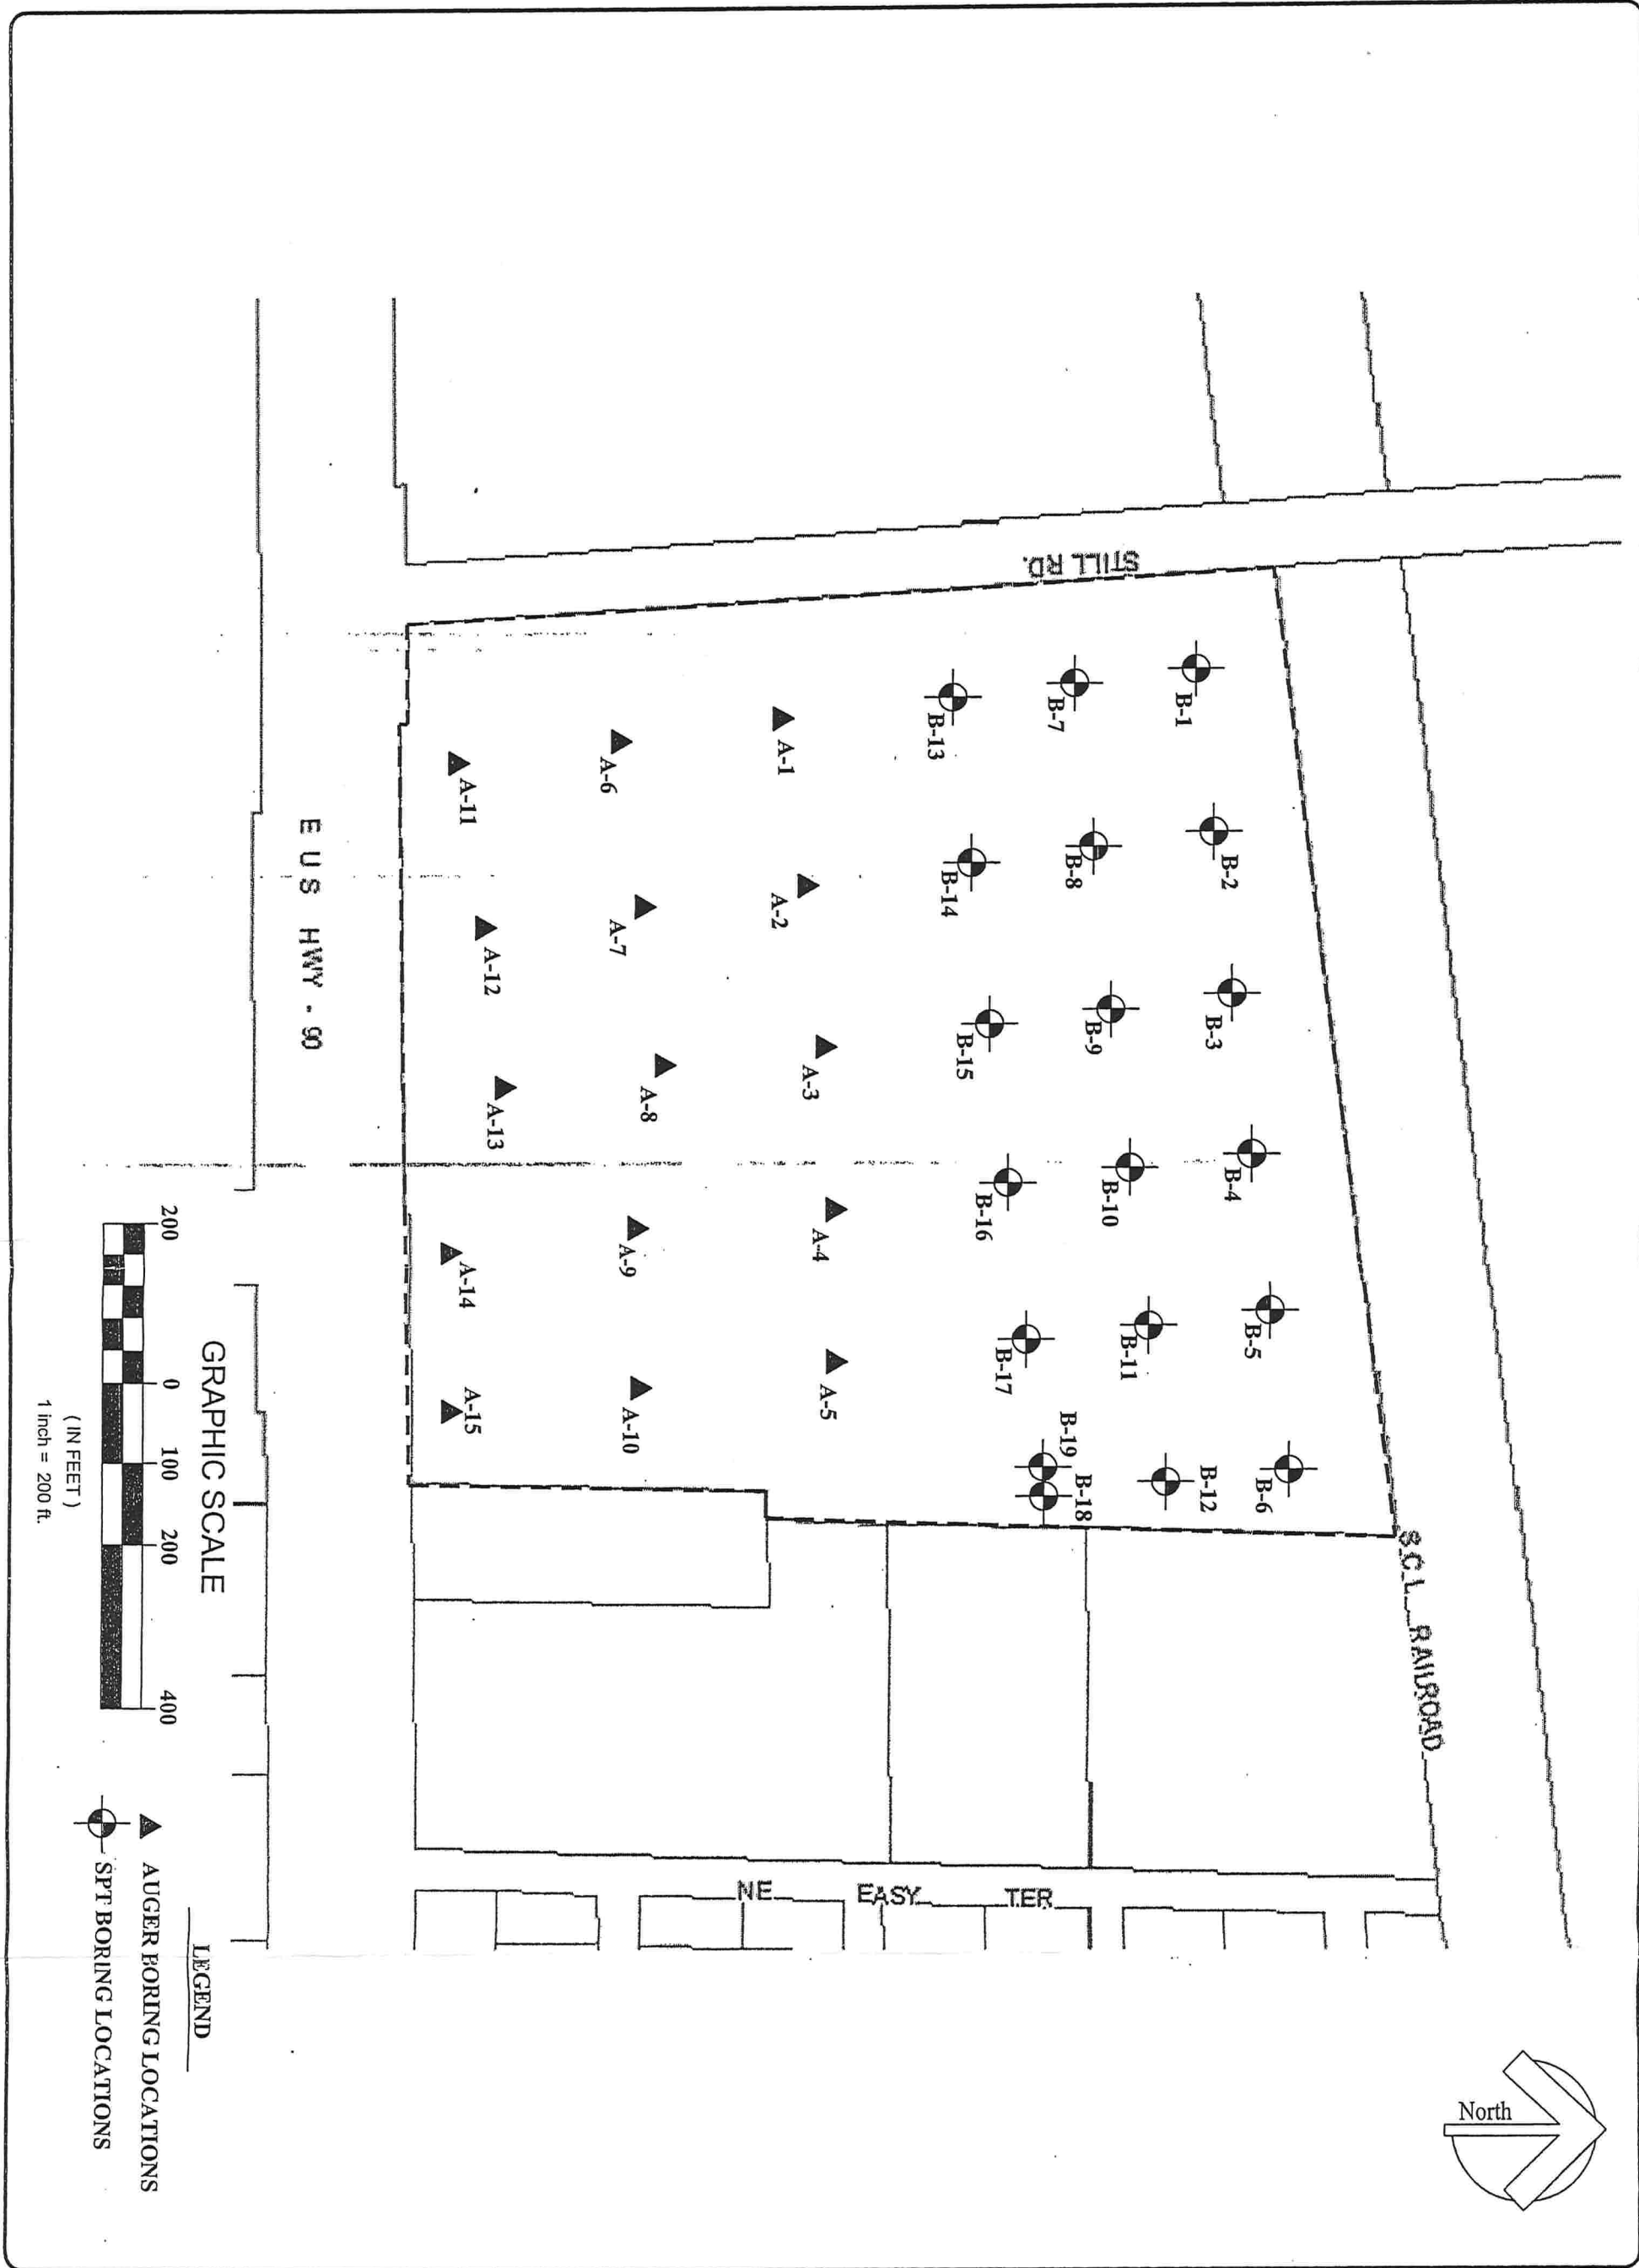 S.C.L. RAILROAD
STILL RD.
B-1
B-2
B-3
B-4
B-5
B-6
B-7
B-8
B-9
B-10
B-11
B-12
B-13
B-14
B-15
B-16
B-17
B-19
B-18
A-1
A-2
A-3
A-4
A-5
A-6
A-7
A-8
A-9
A-10
A-11
A-12
A-13
A-14
A-15
E US HWY - 90
NE EASY TER
North
GRAPHIC SCALE
200 0 100 200 400
( IN FEET )
1 inch = 200 ft.
LEGEND
AUGER BORING LOCATIONS
SPT BORING LOCATIONS